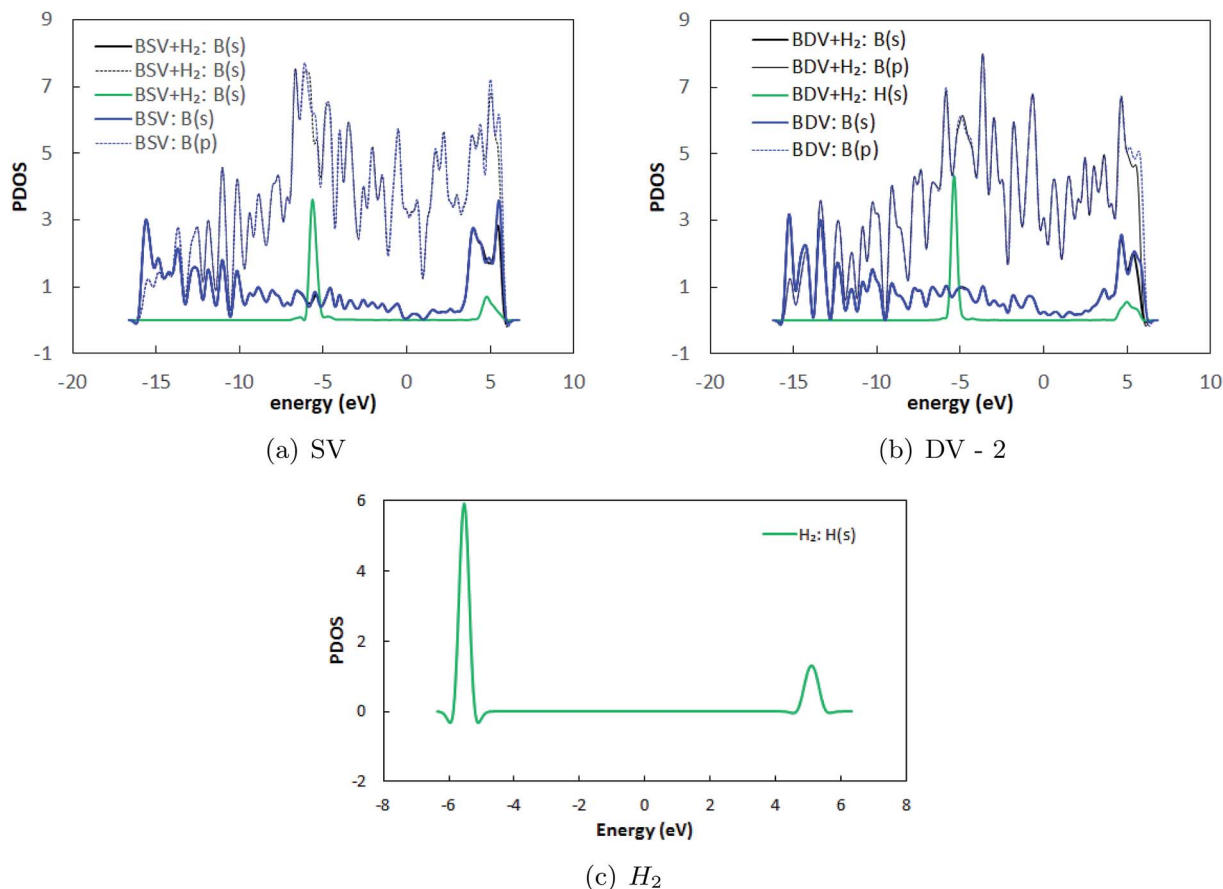 9
7
5
3
1
-1
PDOS
BSV+H₂: B(s)
BSV+H₂: B(s)
BSV+H₂: B(s)
BSV: B(s)
BSV: B(p)
-20 -15 -10 -5 0 5 10
energy (eV)
(a) SV
9
7
5
3
1
-1
PDOS
BDV+H₂: B(s)
BDV+H₂: B(p)
BDV+H₂: H(s)
BDV: B(s)
BDV: B(p)
-20 -15 -10 -5 0 5 10
energy (eV)
(b) DV - 2
6
4
2
0
-2
PDOS
H₂: H(s)
-8 -6 -4 -2 0 2 4 6 8
Energy (eV)
(c) H₂